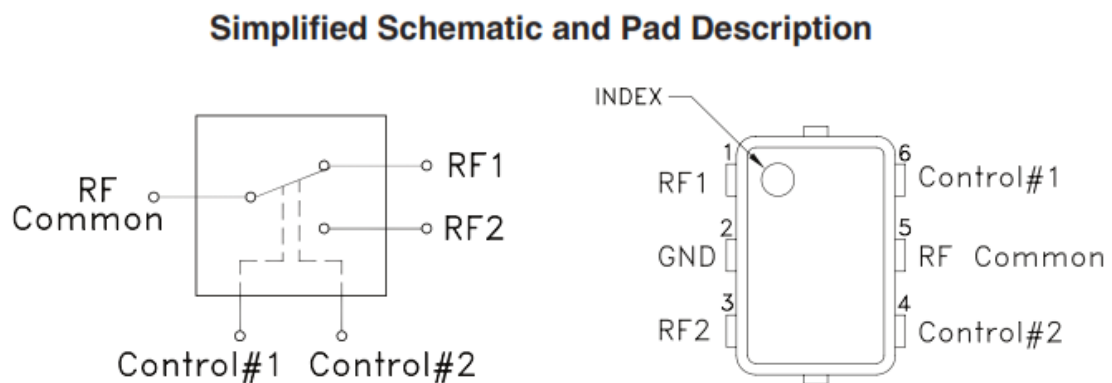 Simplified Schematic and Pad Description
RF
Common
RF1
RF2
Control#1 Control#2
INDEX
1
RF1
2
GND
3
RF2
6
Control#1
5
RF Common
4
Control#2